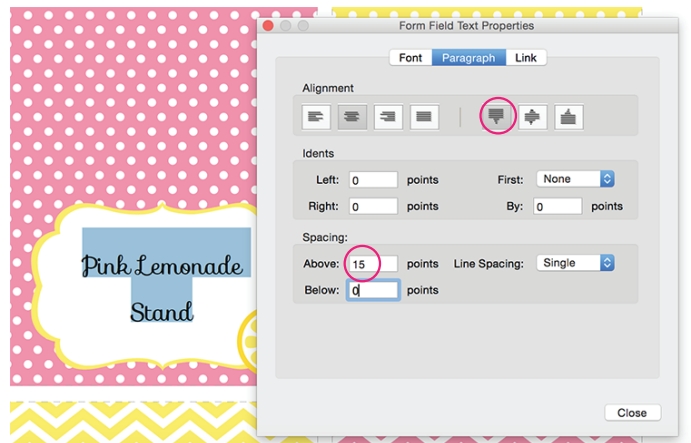 Form Field Text Properties
Font Paragraph Link
Alignment
Idents
Left: 0 points First: None
Right: 0 points By: 0 points
Spacing:
Above: 15 points Line Spacing: Single
Below: 0 points
Close
Pink Lemonade
Stand